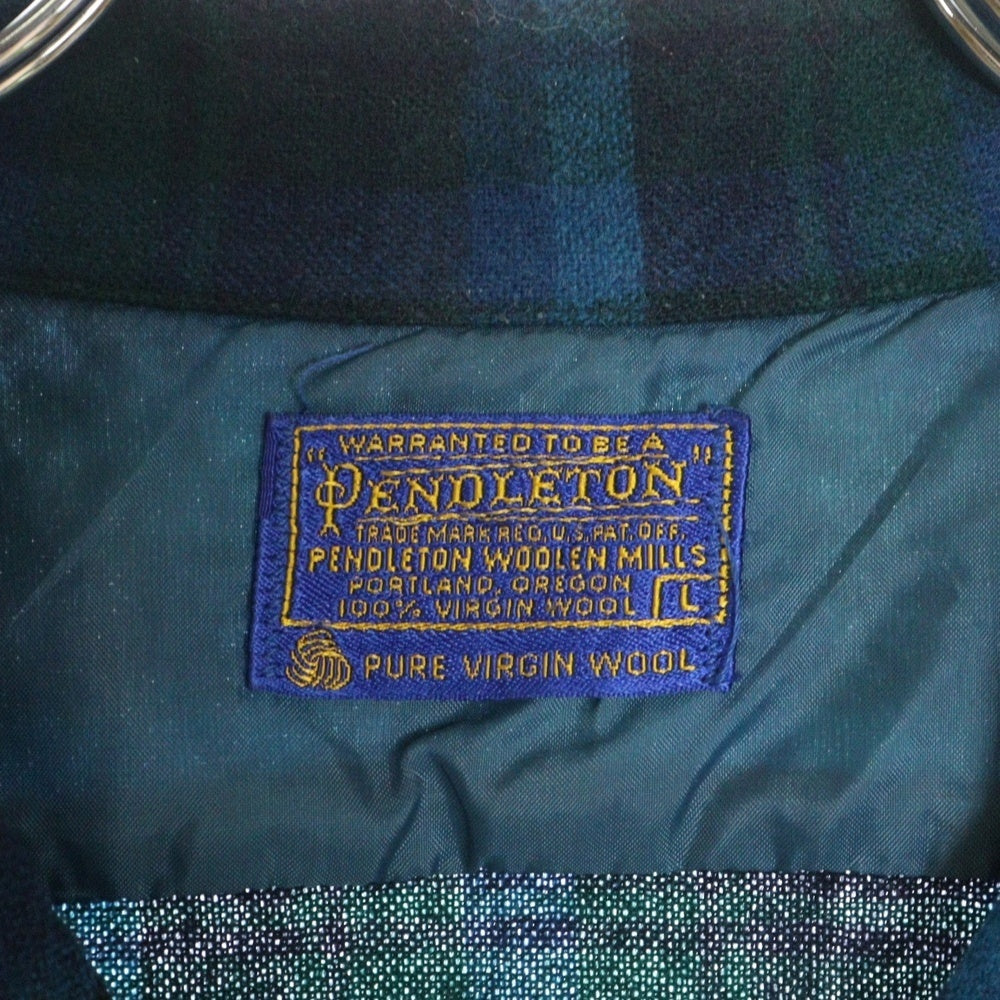 WARRANTED TO BE A
"PENDLETON"
TRADE MARK REG. U.S. PAT. OFF.
PENDLETON WOOLEN MILLS
PORTLAND, OREGON
100% VIRGIN WOOL L
PURE VIRGIN WOOL